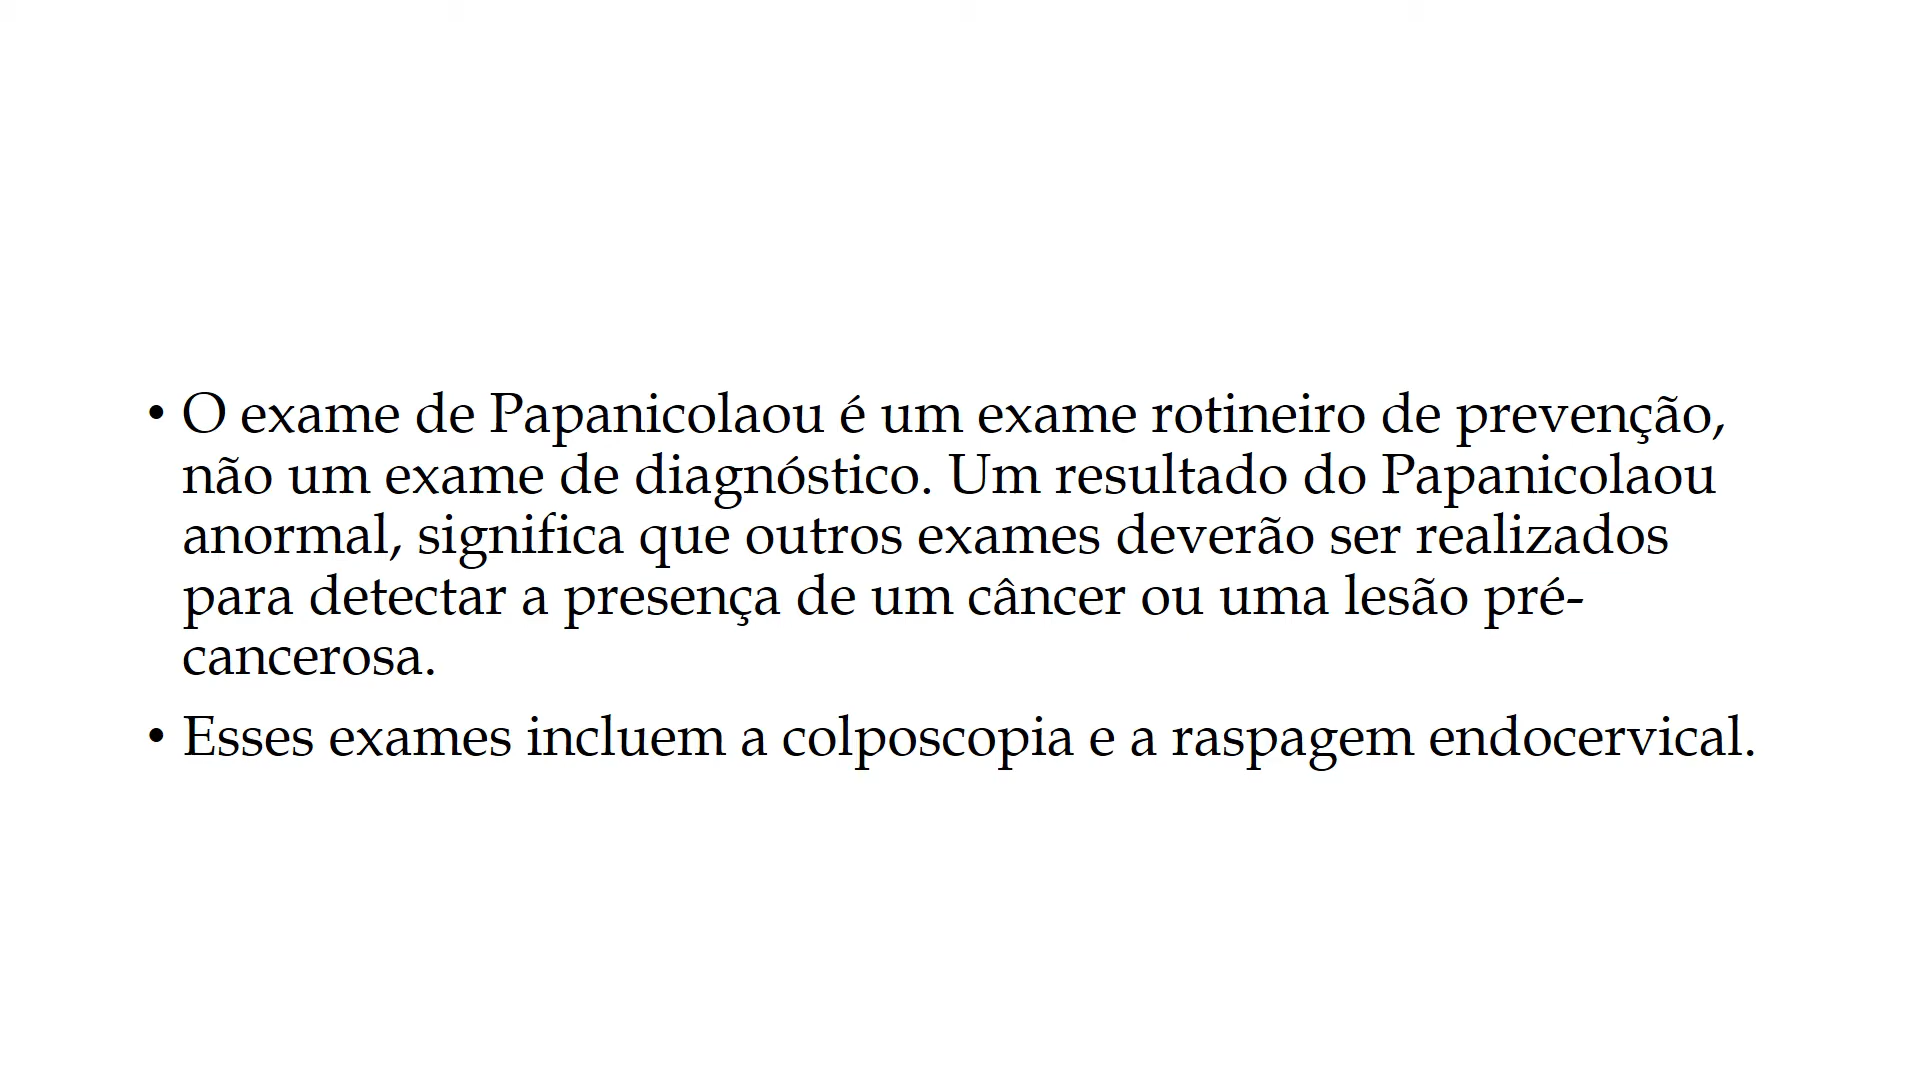 • O exame de Papanicolaou é um exame rotineiro de prevenção,
não um exame de diagnóstico. Um resultado do Papanicolaou
anormal, significa que outros exames deverão ser realizados
para detectar a presença de um câncer ou uma lesão pré-
cancerosa.
• Esses exames incluem a colposcopia e a raspagem endocervical.